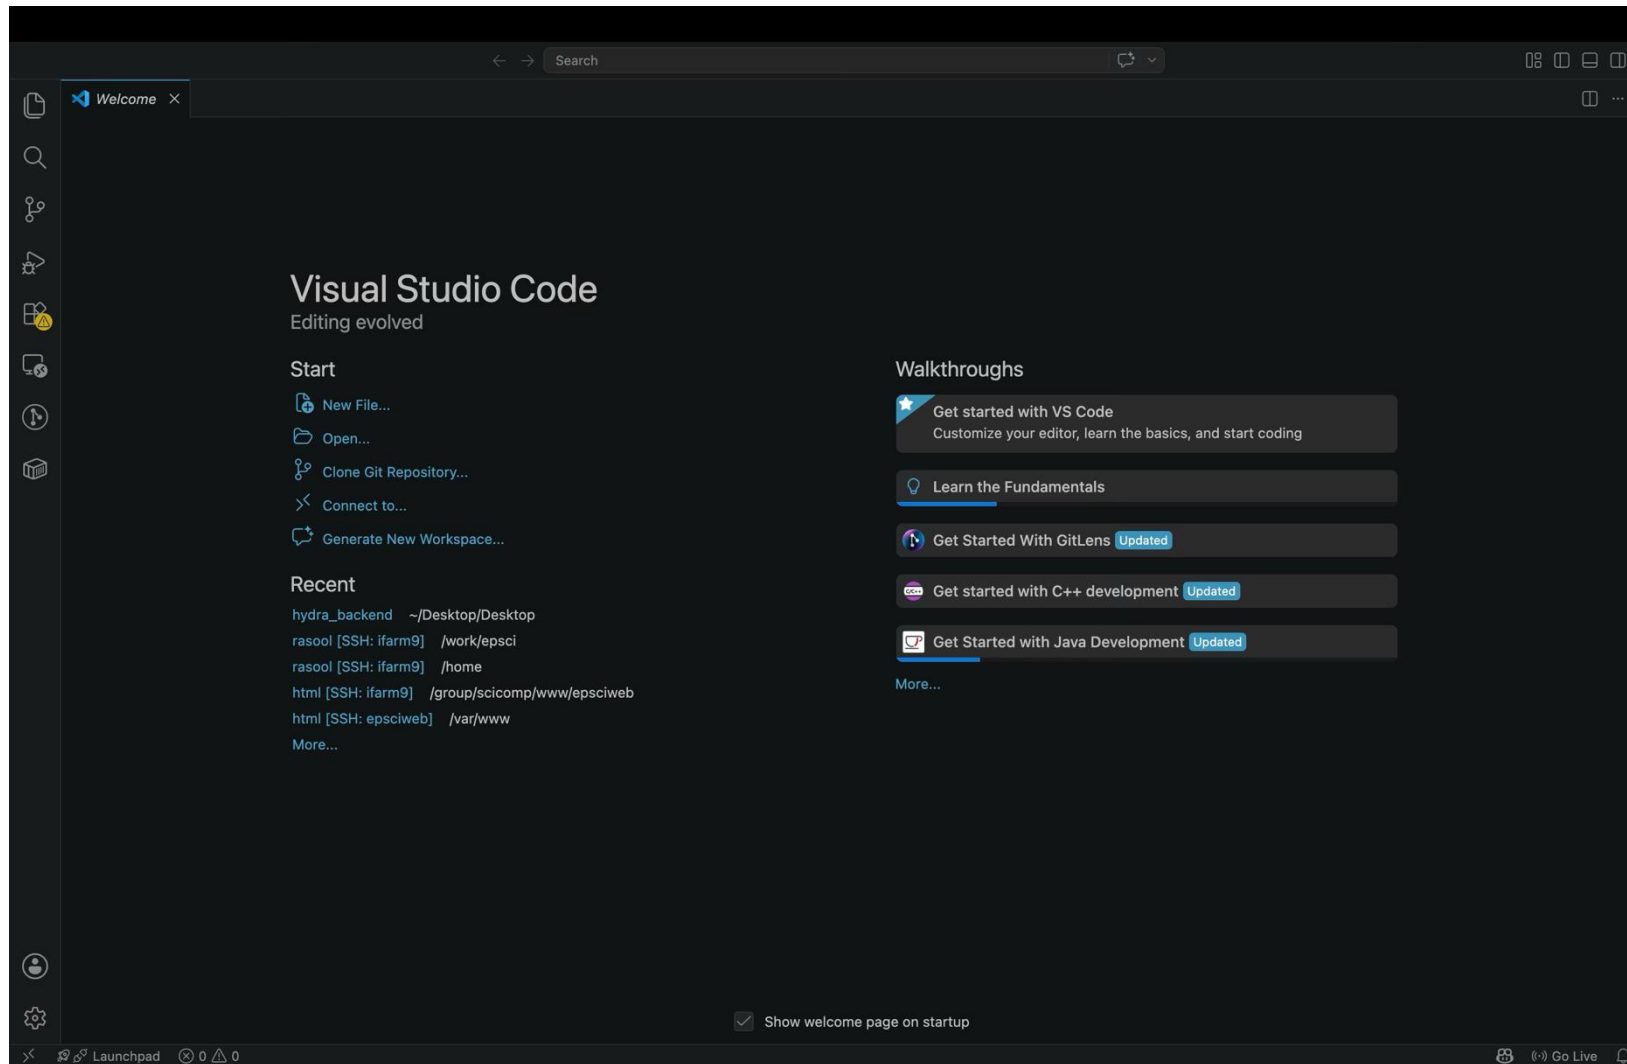 Search
Welcome
Visual Studio Code
Editing evolved
Start
New File...
Open...
Clone Git Repository...
Connect to...
Generate New Workspace...
Recent
hydra_backend ~/Desktop/Desktop
rasool [SSH: ifarm9] /work/epsci
rasool [SSH: ifarm9] /home
html [SSH: ifarm9] /group/scicomp/www/epsciweb
html [SSH: epsciweb] /var/www
More...
Walkthroughs
Get started with VS Code
Customize your editor, learn the basics, and start coding
Learn the Fundamentals
Get Started With GitLens Updated
C/C++ Get started with C++ development Updated
Get Started with Java Development Updated
More...
Show welcome page on startup
Launchpad 0 0
Go Live